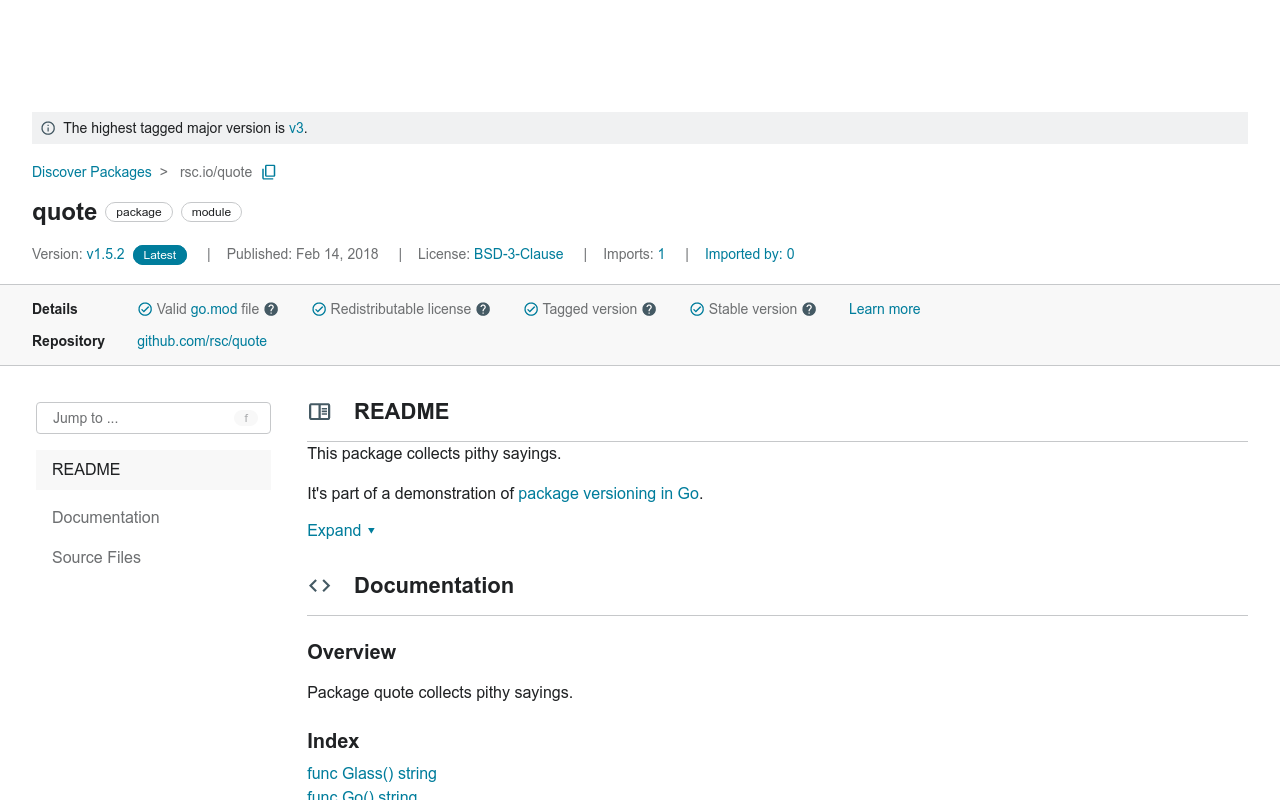 The highest tagged major version is v3.
Discover Packages > rsc.io/quote
quote package module
Version: v1.5.2 Latest | Published: Feb 14, 2018 | License: BSD-3-Clause | Imports: 1 | Imported by: 0
Details Valid go.mod file Redistributable license Tagged version Stable version Learn more
Repository github.com/rsc/quote
Jump to ... f
README
Documentation
Source Files
README
This package collects pithy sayings.
It's part of a demonstration of package versioning in Go.
Expand
Documentation
Overview
Package quote collects pithy sayings.
Index
func Glass() string
func Go() string